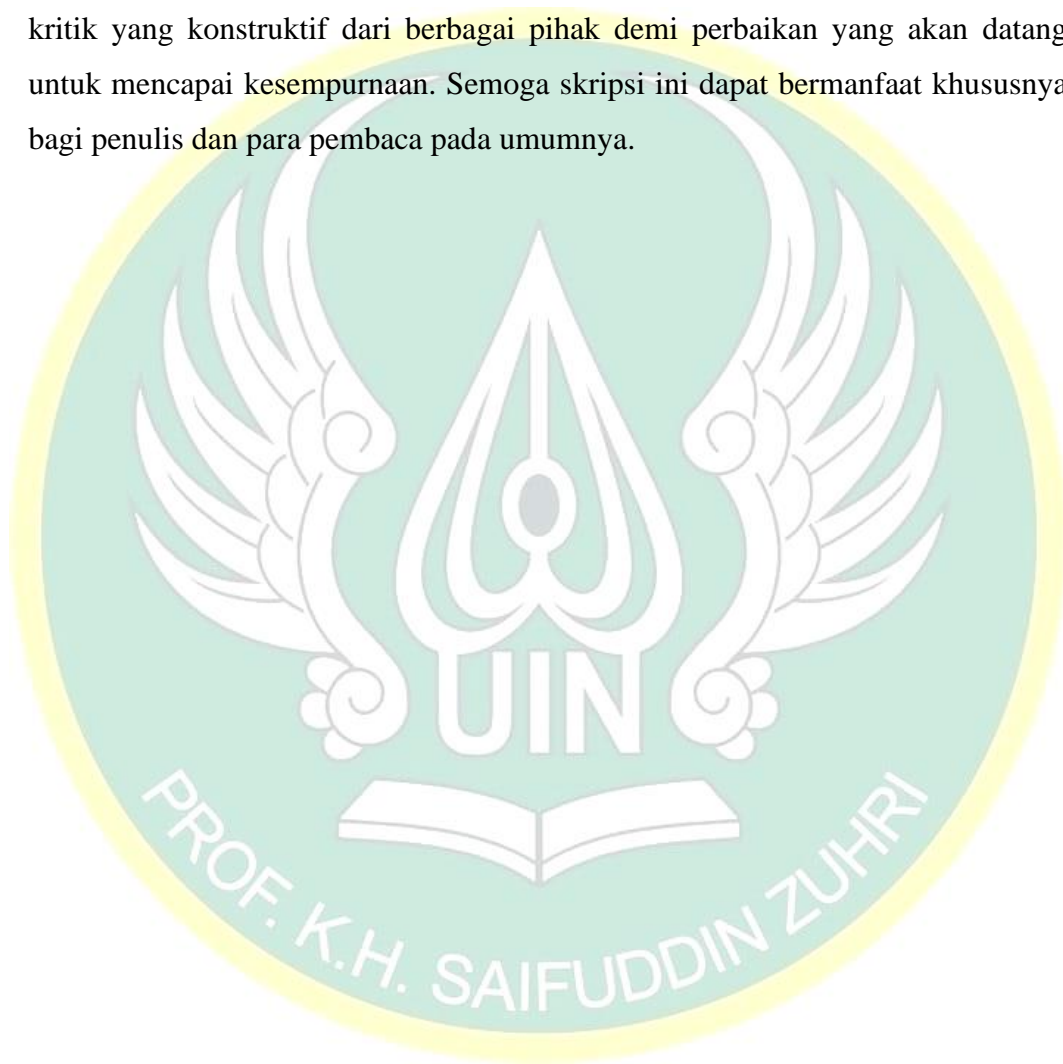 kritik yang konstruktif dari berbagai pihak demi perbaikan yang akan datang
untuk mencapai kesempurnaan. Semoga skripsi ini dapat bermanfaat khususnya
bagi penulis dan para pembaca pada umumnya.
UIN
PROF. K.H. SAIFUDDIN ZUHRI